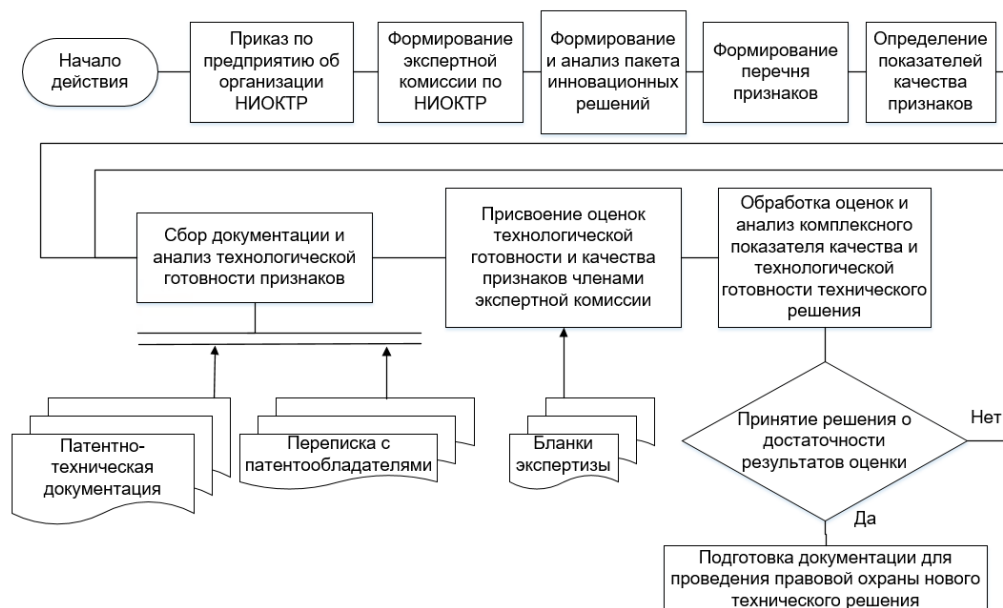 Начало
действия
Приказ по
предприятию об
организации
НИОКТР
Формирование
экспертной
комиссии по
НИОКТР
Формирование
и анализ пакета
инновационных
решений
Формирование
перечня
признаков
Определение
показателей
качества
признаков
Сбор документации и
анализ технологической
готовности признаков
Присвоение оценок
технологической
готовности и качества
признаков членами
экспертной комиссии
Обработка оценок и
анализ комплексного
показателя качества и
технологической
готовности технического
решения
Патентно-
техническая
документация
Переписка с
патентообладателями
Бланки
экспертизы
Принятие решения о
достаточности
результатов оценки
Нет
Да
Подготовка документации для
проведения правовой охраны нового
технического решения